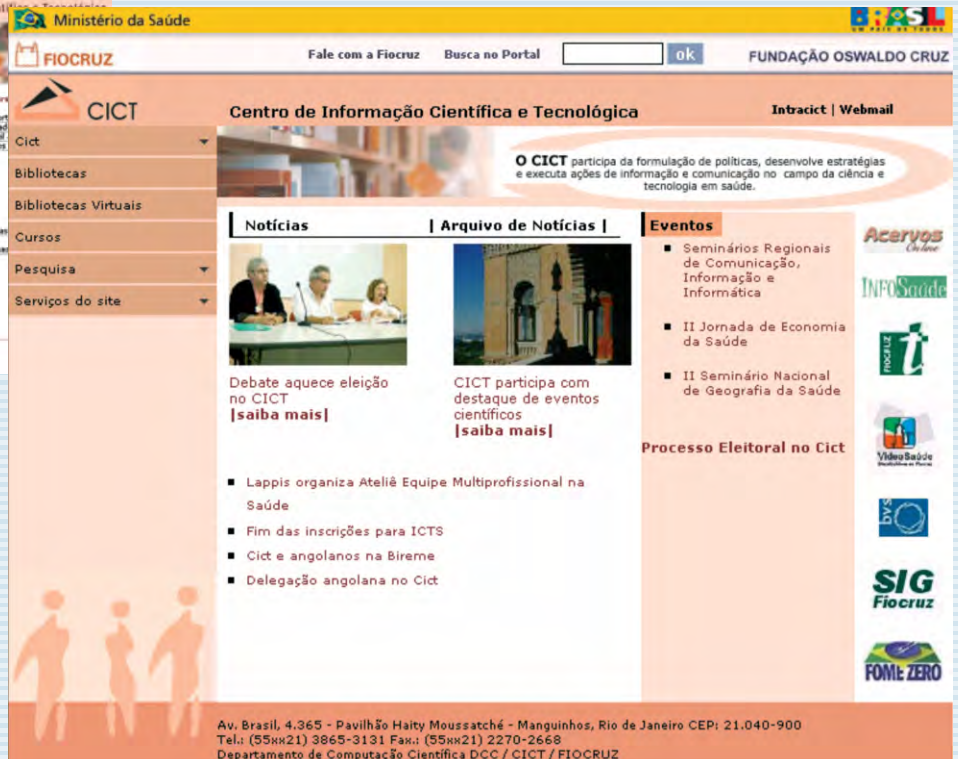 Ministério da Saúde
BRASIL
UM PAÍS DE TODOS
FIOCRUZ
Fale com a Fiocruz
Busca no Portal
ok
FUNDAÇÃO OSWALDO CRUZ
CICT
Centro de Informação Científica e Tecnológica
Intracict | Webmail
Cict
Bibliotecas
Bibliotecas Virtuais
Cursos
Pesquisa
Serviços do site
O CICT participa da formulação de políticas, desenvolve estratégias
e executa ações de informação e comunicação no campo da ciência e
tecnologia em saúde.
Notícias
| Arquivo de Notícias |
Debate aquece eleição
no CICT
|saiba mais|
CICT participa com
destaque de eventos
científicos
|saiba mais|
■ Lappis organiza Ateliê Equipe Multiprofissional na
Saúde
■ Fim das inscrições para ICTS
■ Cict e angolanos na Bireme
■ Delegação angolana no Cict
Eventos
■ Seminários Regionais
de Comunicação,
Informação e
Informática
■ II Jornada de Economia
da Saúde
■ II Seminário Nacional
de Geografia da Saúde
Processo Eleitoral no Cict
Acervos
Online
INFOSaúde
FIOCRUZ
t
VideoSaúde
bvs
SIG
Fiocruz
FOME ZERO
Av. Brasil, 4.365 - Pavilhão Haity Moussatché - Manguinhos, Rio de Janeiro CEP: 21.040-900
Tel.: (55xx21) 3865-3131 Fax.: (55xx21) 2270-2668
Departamento de Computação Científica DCC / CICT / FIOCRUZ